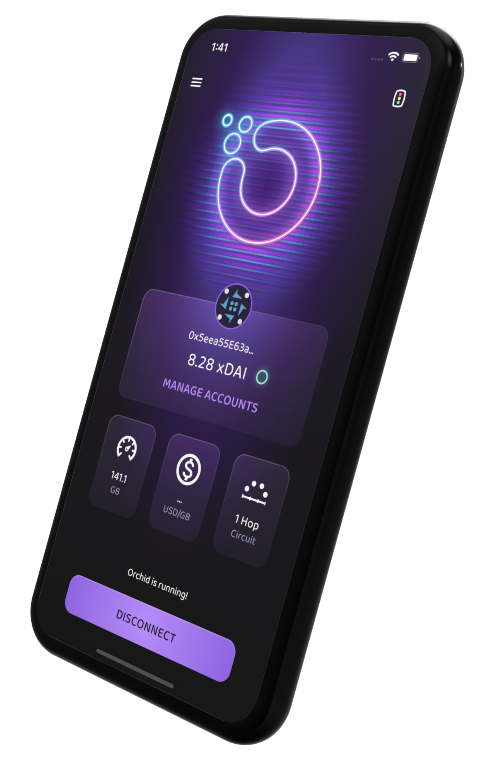 1:41
0x5eea55E63a...
8.28 xDAI
MANAGE ACCOUNTS
141.1
GB
...
USD/GB
1 Hop
Circuit
Orchid is running!
DISCONNECT